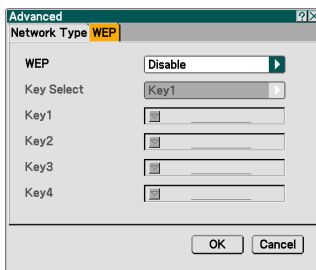 Advanced
Network Type WEP
WEP Disable
Key Select Key1
Key1
Key2
Key3
Key4
OK Cancel